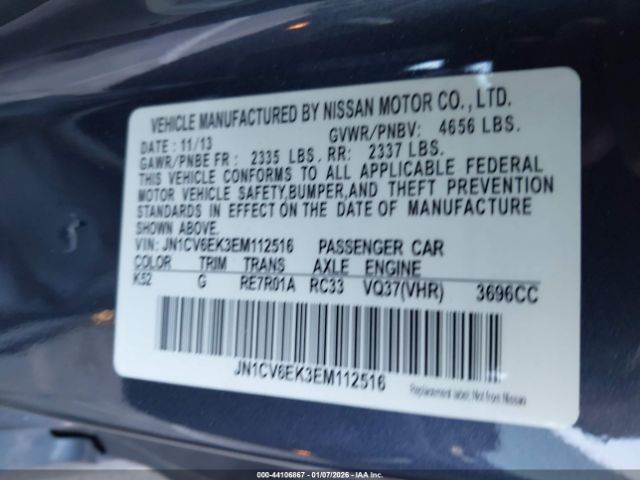 VEHICLE MANUFACTURED BY NISSAN MOTOR CO., LTD.
DATE : 11/13 GVWR/PNBV: 4656 LBS.
GAWR/PNBE FR : 2335 LBS. RR: 2337 LBS.
THIS VEHICLE CONFORMS TO ALL APPLICABLE FEDERAL
MOTOR VEHICLE SAFETY,BUMPER,AND THEFT PREVENTION
STANDARDS IN EFFECT ON THE DATE OF MANUFACTURE
SHOWN ABOVE.
VIN: JN1CV6EK3EM112516 PASSENGER CAR
COLOR TRIM TRANS AXLE ENGINE
K52 G RE7R01A RC33 VQ37(VHR) 3696CC
JN1CV6EK3EM112516
Replacement label, Not from Nissan
000-44106867 - 01/07/2026 - IAAI.COM